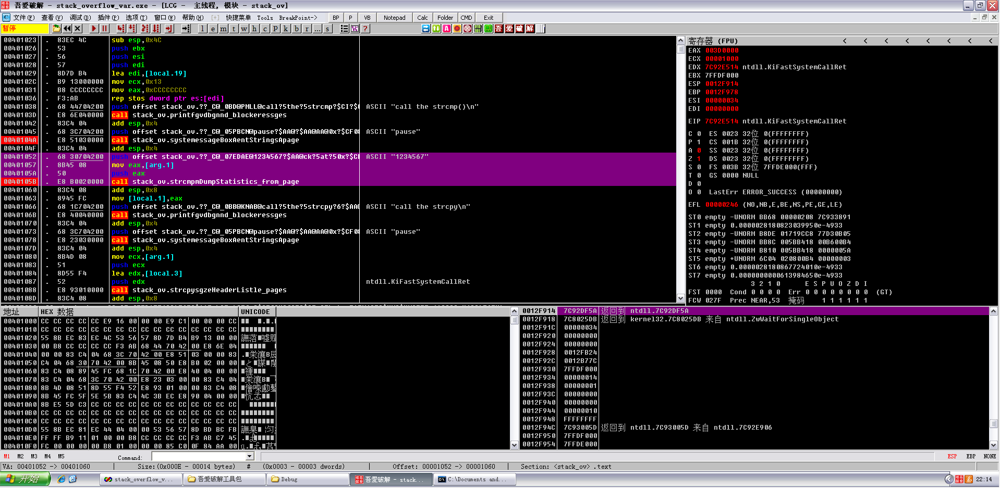 吾爱破解 - stack_overflow_var.exe - [LCG - 主线程, 模块 - stack_ov]
文件(F) 查看(V) 调试(D) 插件(P) 选项(T) 窗口(W) 帮助(H) [+] 快捷菜单 Tools BreakPoint-> BP P VB Notepad Calc Folder CMD Exit
暂停 l e m t w h c p k b r ... s ? 吾 爱 破 解
00401023 . 83EC 4C sub esp,0x4C
00401026 . 53 push ebx
00401027 . 56 push esi
00401028 . 57 push edi
00401029 . 8D7D B4 lea edi,[local.19]
0040102C . B9 13000000 mov ecx,0x13
00401031 . B8 CCCCCCCC mov eax,0xCCCCCCCC
00401036 . F3:AB rep stos dword ptr es:[edi]
00401038 . 68 44704200 push offset stack_ov.??_C@_0BD@PMLL@call?5the?5strcmp?$CI?$( ASCII "call the strcmp()\n"
0040103D . E8 6E040000 call stack_ov.printfgvdbgnnd_blockeressges
00401042 . 83C4 04 add esp,0x4
00401045 . 68 3C704200 push offset stack_ov.??_C@_05PBCN@pause?$AA@?$AA@AA@0x?$CF0 ASCII "pause"
0040104A . E8 51030000 call stack_ov.systemessageBoxAentStringsApage
0040104F . 83C4 04 add esp,0x4
00401052 . 68 30704200 push offset stack_ov.??_C@_07EDAE@1234567?$AA@ck?5at?50x?$C ASCII "1234567"
00401057 . 8B45 08 mov eax,[arg.1]
0040105A . 50 push eax
0040105B . E8 B0020000 call stack_ov.strcmpmDumpStatistics_from_page
00401060 . 83C4 08 add esp,0x8
00401063 . 8945 FC mov [local.1],eax
00401066 . 68 1C704200 push offset stack_ov.??_C@_0BB@KNAB@call?5the?5strcpy?6?$AA ASCII "call the strcpy\n"
0040106B . E8 40040000 call stack_ov.printfgvdbgnnd_blockeressges
00401070 . 83C4 04 add esp,0x4
00401073 . 68 3C704200 push offset stack_ov.??_C@_05PBCN@pause?$AA@?$AA@AA@0x?$CF0 ASCII "pause"
00401078 . E8 23030000 call stack_ov.systemessageBoxAentStringsApage
0040107D . 83C4 04 add esp,0x4
00401080 . 8B4D 08 mov ecx,[arg.1]
00401083 . 51 push ecx
00401084 . 8D55 F4 lea edx,[local.3]
00401087 . 52 push edx ntdll.KiFastSystemCallRet
00401088 . E8 93010000 call stack_ov.strcpysgzeHeaderListle_pages
0040108D . 83C4 08 add esp,0x8
寄存器 (FPU) < < < < < < < <
EAX 003D0000
ECX 00001000
EDX 7C92E514 ntdll.KiFastSystemCallRet
EBX 7FFDF000
ESP 0012F914
EBP 0012F978
ESI 00000034
EDI 00000000
EIP 7C92E514 ntdll.KiFastSystemCallRet
C 0 ES 0023 32位 0(FFFFFFFF)
P 1 CS 001B 32位 0(FFFFFFFF)
A 0 SS 0023 32位 0(FFFFFFFF)
Z 1 DS 0023 32位 0(FFFFFFFF)
S 0 FS 003B 32位 7FFDE000(FFF)
T 0 GS 0000 NULL
D 0
O 0 LastErr ERROR_SUCCESS (00000000)
EFL 00000246 (NO,NB,E,BE,NS,PE,GE,LE)
ST0 empty -UNORM BB68 00000208 7C933891
ST1 empty 0.0000028180823039950e-4933
ST2 empty -UNORM B8DE 01719CC8 77D30B05
ST3 empty -UNORM BB8C 005BB418 00B600B4
ST4 empty -UNORM B810 005BB418 0000005A
ST5 empty +UNORM 6C04 020800B4 00000003
ST6 empty 0.0000028180867724010e-4933
ST7 empty 0.0000000000613984650e-4933
3 2 1 0 E S P U O Z D I
FST 0000 Cond 0 0 0 0 Err 0 0 0 0 0 0 0 0 (GT)
FCW 027F Prec NEAR,53 掩码 1 1 1 1 1 1
地址 HEX 数据 UNICODE
00401000 CC CC CC CC CC E9 16 00 00 00 E9 C1 00 00 00 CC
00401010 CC CC CC CC CC CC CC CC CC CC CC CC CC CC CC CC
00401020 55 8B EC 83 EC 4C 53 56 57 8D 7D B4 B9 13 00 00
00401030 00 B8 CC CC CC CC F3 AB 68 44 70 42 00 E8 6E 04
00401040 00 00 83 C4 04 68 3C 70 42 00 E8 51 03 00 00 83
00401050 C4 04 68 30 70 42 00 8B 45 08 50 E8 B0 02 00 00
00401060 83 C4 08 89 45 FC 68 1C 70 42 00 E8 40 04 00 00
00401070 83 C4 04 68 3C 70 42 00 E8 23 03 00 00 83 C4 04
00401080 8B 4D 08 51 8D 55 F4 52 E8 93 01 00 00 83 C4 08
00401090 8B 45 FC 5F 5E 5B 83 C4 4C 3B EC E8 90 04 00 00
004010A0 8B E5 5D C3 CC CC CC CC CC CC CC CC CC CC CC CC
004010B0 CC CC CC CC CC CC CC CC CC CC CC CC CC CC CC CC
004010C0 CC CC CC CC CC CC CC CC CC CC CC CC CC CC CC CC
004010D0 55 8B EC 81 EC 44 04 00 00 53 56 57 8D BD BC FB
004010E0 FF FF B9 11 01 00 00 B8 CC CC CC CC F3 AB C7 45
004010F0 FC 00 00 00 00 B8 01 00 00 00 85 C0 0F 84 AA 00
0012F914 7C92DF5A 返回到 ntdll.7C92DF5A
0012F918 7C8025DB 返回到 kernel32.7C8025DB 来自 ntdll.ZwWaitForSingleObject
0012F91C 00000034
0012F920 00000000
0012F924 00000000
0012F928 0012FB24
0012F92C 0012B77C
0012F930 7FFDF000
0012F934 00000014
0012F938 00000001
0012F93C 00000000
0012F940 00000000
0012F944 00000010
0012F948 FFFFFFFF
0012F94C 7C93005D 返回到 ntdll.7C93005D 来自 ntdll.7C92E906
0012F950 7FFDF000
0012F954 7FFDE000
M1 M2 M3 M4 M5 Command: ESP EBP NONE
VA: 00401052 -> 00401060 Size:(0x000E - 00014 bytes) # (0x0003 - 00003 dwords) Offset: 00001052 -> 00001060 Section: <stack_ov> .text
开始 stack_overflow_v... 吾爱破解工具包 Debug 吾爱破解 - stack... C:\Documents and... 22:14